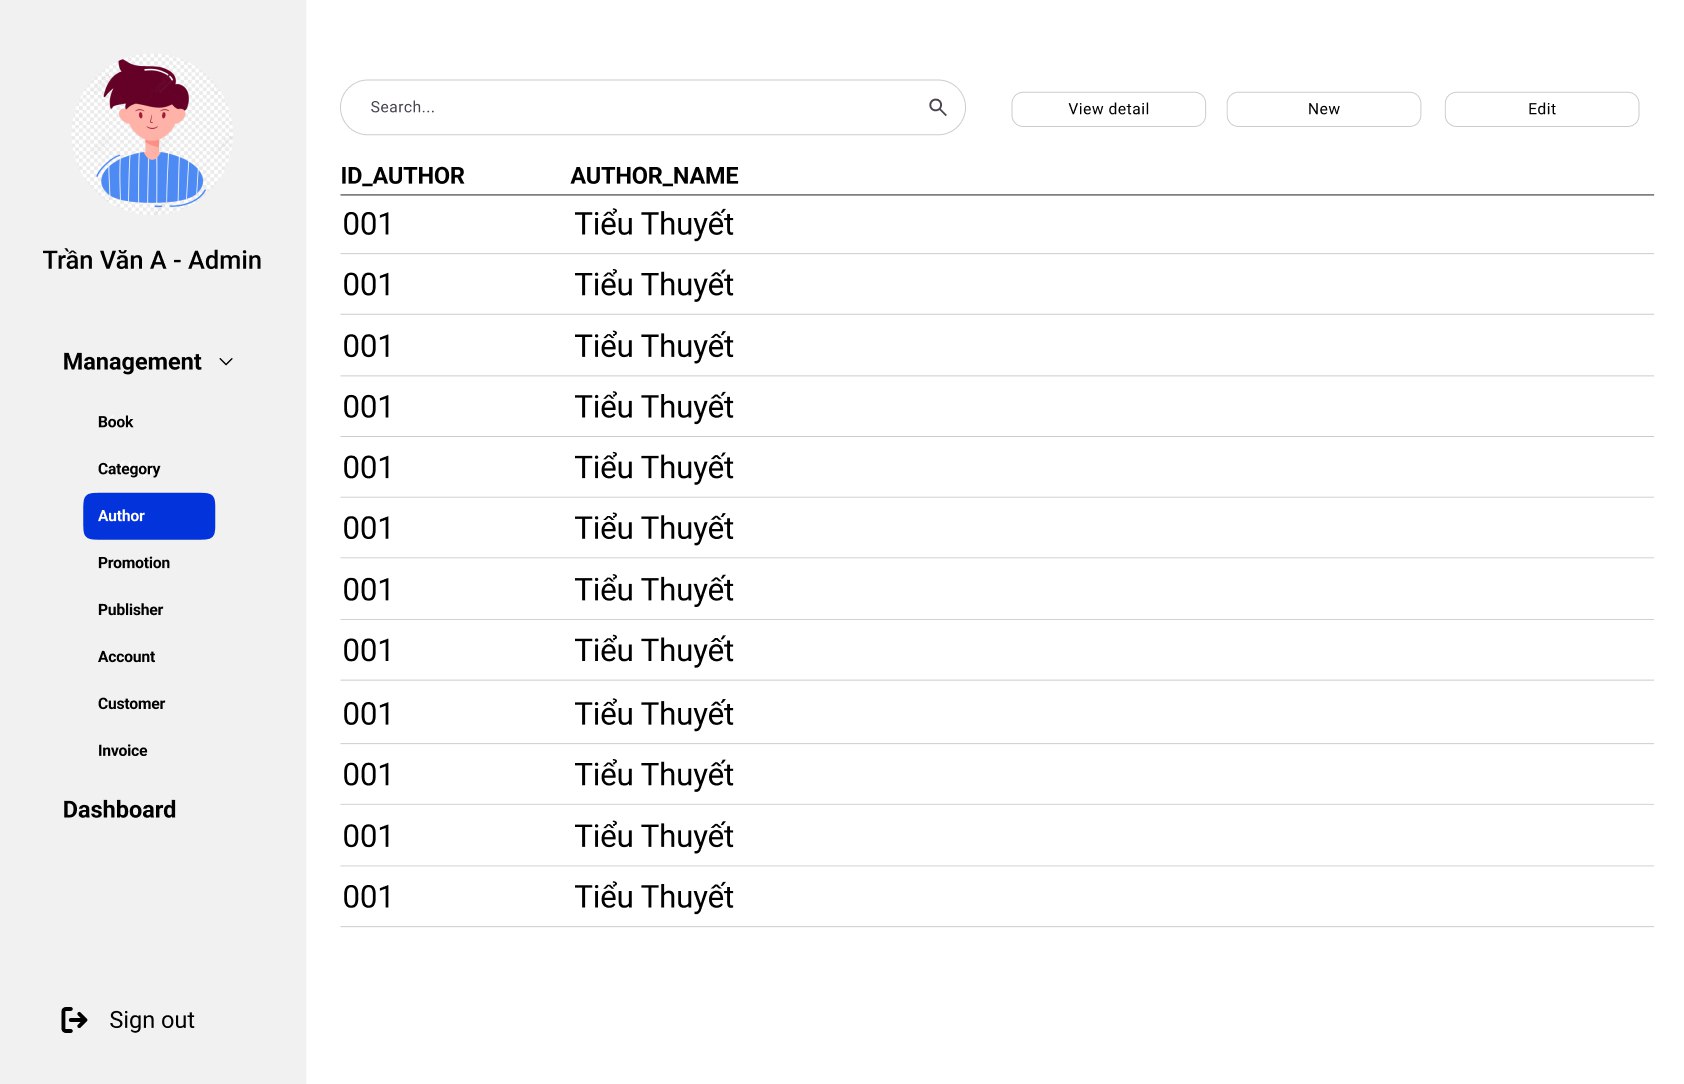 Trần Văn A - Admin
Management
Book
Category
Author
Promotion
Publisher
Account
Customer
Invoice
Dashboard
Sign out
Search...
View detail
New
Edit
ID_AUTHOR AUTHOR_NAME
001 Tiểu Thuyết
001 Tiểu Thuyết
001 Tiểu Thuyết
001 Tiểu Thuyết
001 Tiểu Thuyết
001 Tiểu Thuyết
001 Tiểu Thuyết
001 Tiểu Thuyết
001 Tiểu Thuyết
001 Tiểu Thuyết
001 Tiểu Thuyết
001 Tiểu Thuyết